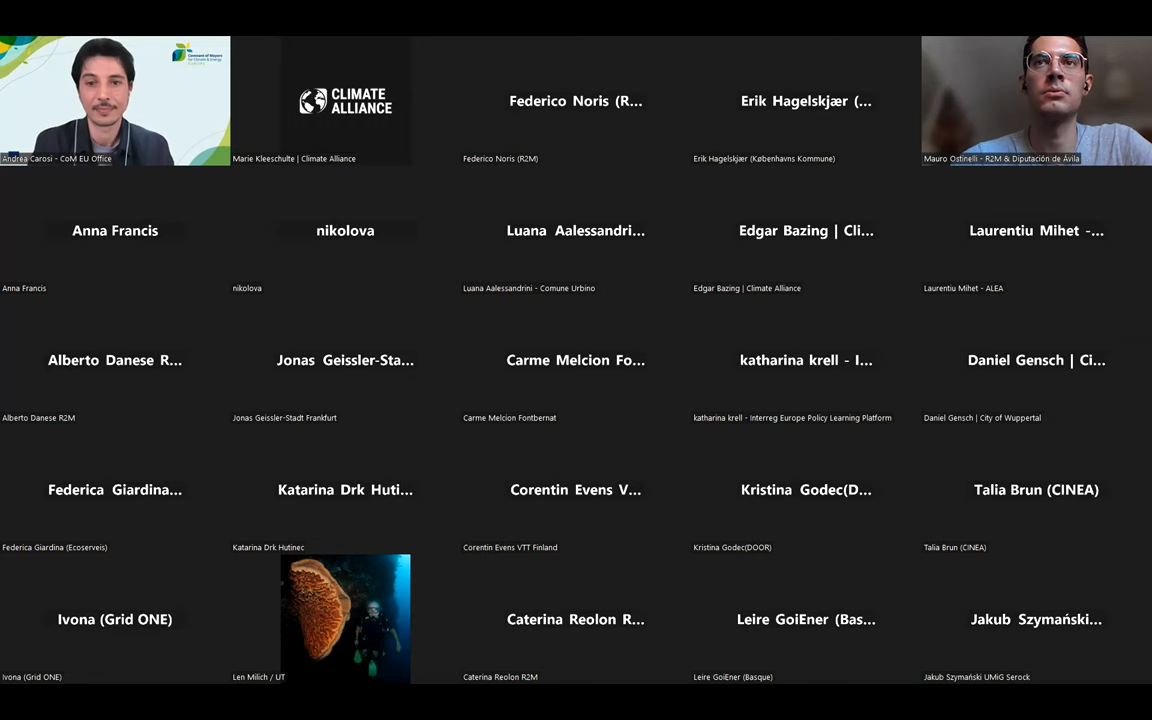 Covenant of Mayors
for Climate & Energy
EUROPE
Andrea Carosi - CoM EU Office
CLIMATE
ALLIANCE
Marie Kleeschulte | Climate Alliance
Federico Noris (R...
Federico Noris (R2M)
Erik Hagelskjær (...
Erik Hagelskjær (Københavns Kommune)
Mauro Ostinelli - R2M & Diputación de Ávila
Anna Francis
Anna Francis
nikolova
nikolova
Luana Aalessandri...
Luana Aalessandrini - Comune Urbino
Edgar Bazing | Cli...
Edgar Bazing | Climate Alliance
Laurentiu Mihet -...
Laurentiu Mihet - ALEA
Alberto Danese R...
Alberto Danese R2M
Jonas Geissler-Sta...
Jonas Geissler-Stadt Frankfurt
Carme Melcion Fo...
Carme Melcion Fontbernat
katharina krell - I...
katharina krell - Interreg Europe Policy Learning Platform
Daniel Gensch | Ci...
Daniel Gensch | City of Wuppertal
Federica Giardina...
Federica Giardina (Ecoserveis)
Katarina Drk Huti...
Katarina Drk Hutinec
Corentin Evens V...
Corentin Evens VTT Finland
Kristina Godec(D...
Kristina Godec(DOOR)
Talia Brun (CINEA)
Talia Brun (CINEA)
Ivona (Grid ONE)
Ivona (Grid ONE)
Len Milich / UT
Caterina Reolon R...
Caterina Reolon R2M
Leire GoiEner (Bas...
Leire GoiEner (Basque)
Jakub Szymański...
Jakub Szymański UMiG Serock